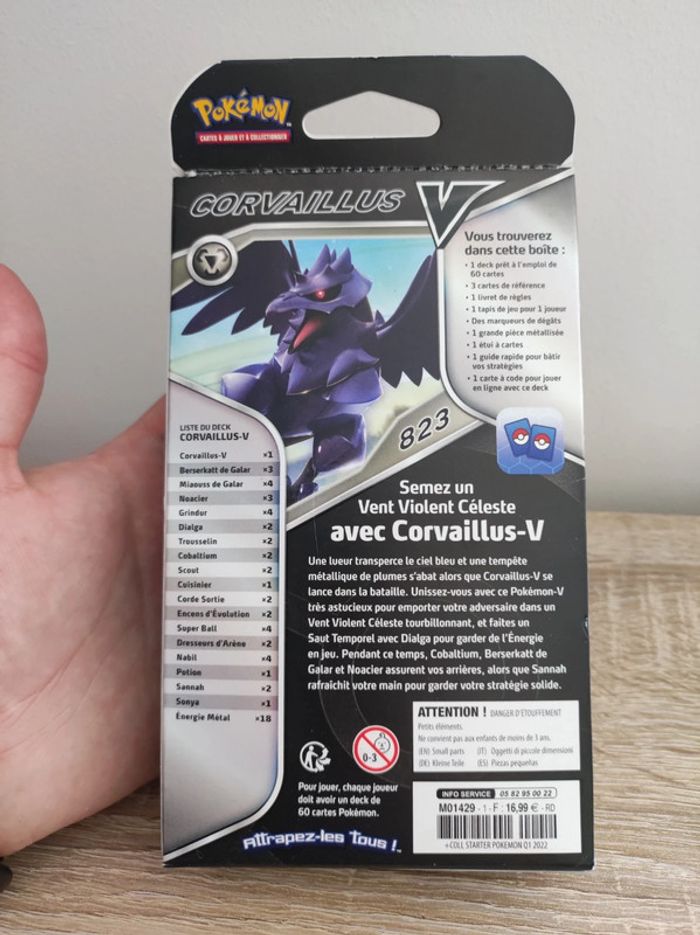 POKÉMON
CARTES À JOUER ET À COLLECTIONNER
CORVAILLUS V
Vous trouverez
dans cette boîte :
• 1 deck prêt à l'emploi de
60 cartes
• 3 cartes de référence
• 1 livret de règles
• 1 tapis de jeu pour 1 joueur
• Des marqueurs de dégâts
• 1 grande pièce métallisée
• 1 étui à cartes
• 1 guide rapide pour bâtir
vos stratégies
• 1 carte à code pour jouer
en ligne avec ce deck
823
LISTE DU DECK
CORVAILLUS-V
Corvaillus-V ×1
Berserkatt de Galar ×3
Miaouss de Galar ×4
Noacier ×3
Grindur ×4
Dialga ×2
Trousselin ×2
Cobaltium ×2
Scout ×2
Cuisinier ×1
Corde Sortie ×2
Encens d'Évolution ×2
Super Ball ×4
Dresseurs d'Arène ×2
Nabil ×4
Potion ×1
Sannah ×2
Sonya ×1
Énergie Métal ×18
Semez un
Vent Violent Céleste
avec Corvaillus-V
Une lueur transperce le ciel bleu et une tempête
métallique de plumes s'abat alors que Corvaillus-V se
lance dans la bataille. Unissez-vous avec ce Pokémon-V
très astucieux pour emporter votre adversaire dans un
Vent Violent Céleste tourbillonnant, et faites un
Saut Temporel avec Dialga pour garder de l'Énergie
en jeu. Pendant ce temps, Cobaltium, Berserkatt de
Galar et Noacier assurent vos arrières, alors que Sannah
rafraîchit votre main pour garder votre stratégie solide.
ATTENTION ! DANGER D'ÉTOUFFEMENT
Petits éléments.
Ne convient pas aux enfants de moins de 3 ans.
(EN) Small parts (IT) Oggetti di piccole dimensioni
(DE) Kleine Teile (ES) Piezas pequeñas
0-3
Pour jouer, chaque joueur
doit avoir un deck de
60 cartes Pokémon.
Attrapez-les Tous !
INFO SERVICE 05 82 95 00 22
M01429 - 1 - F : 16,99 € - RD
+COLL STARTER POKEMON Q1 2022